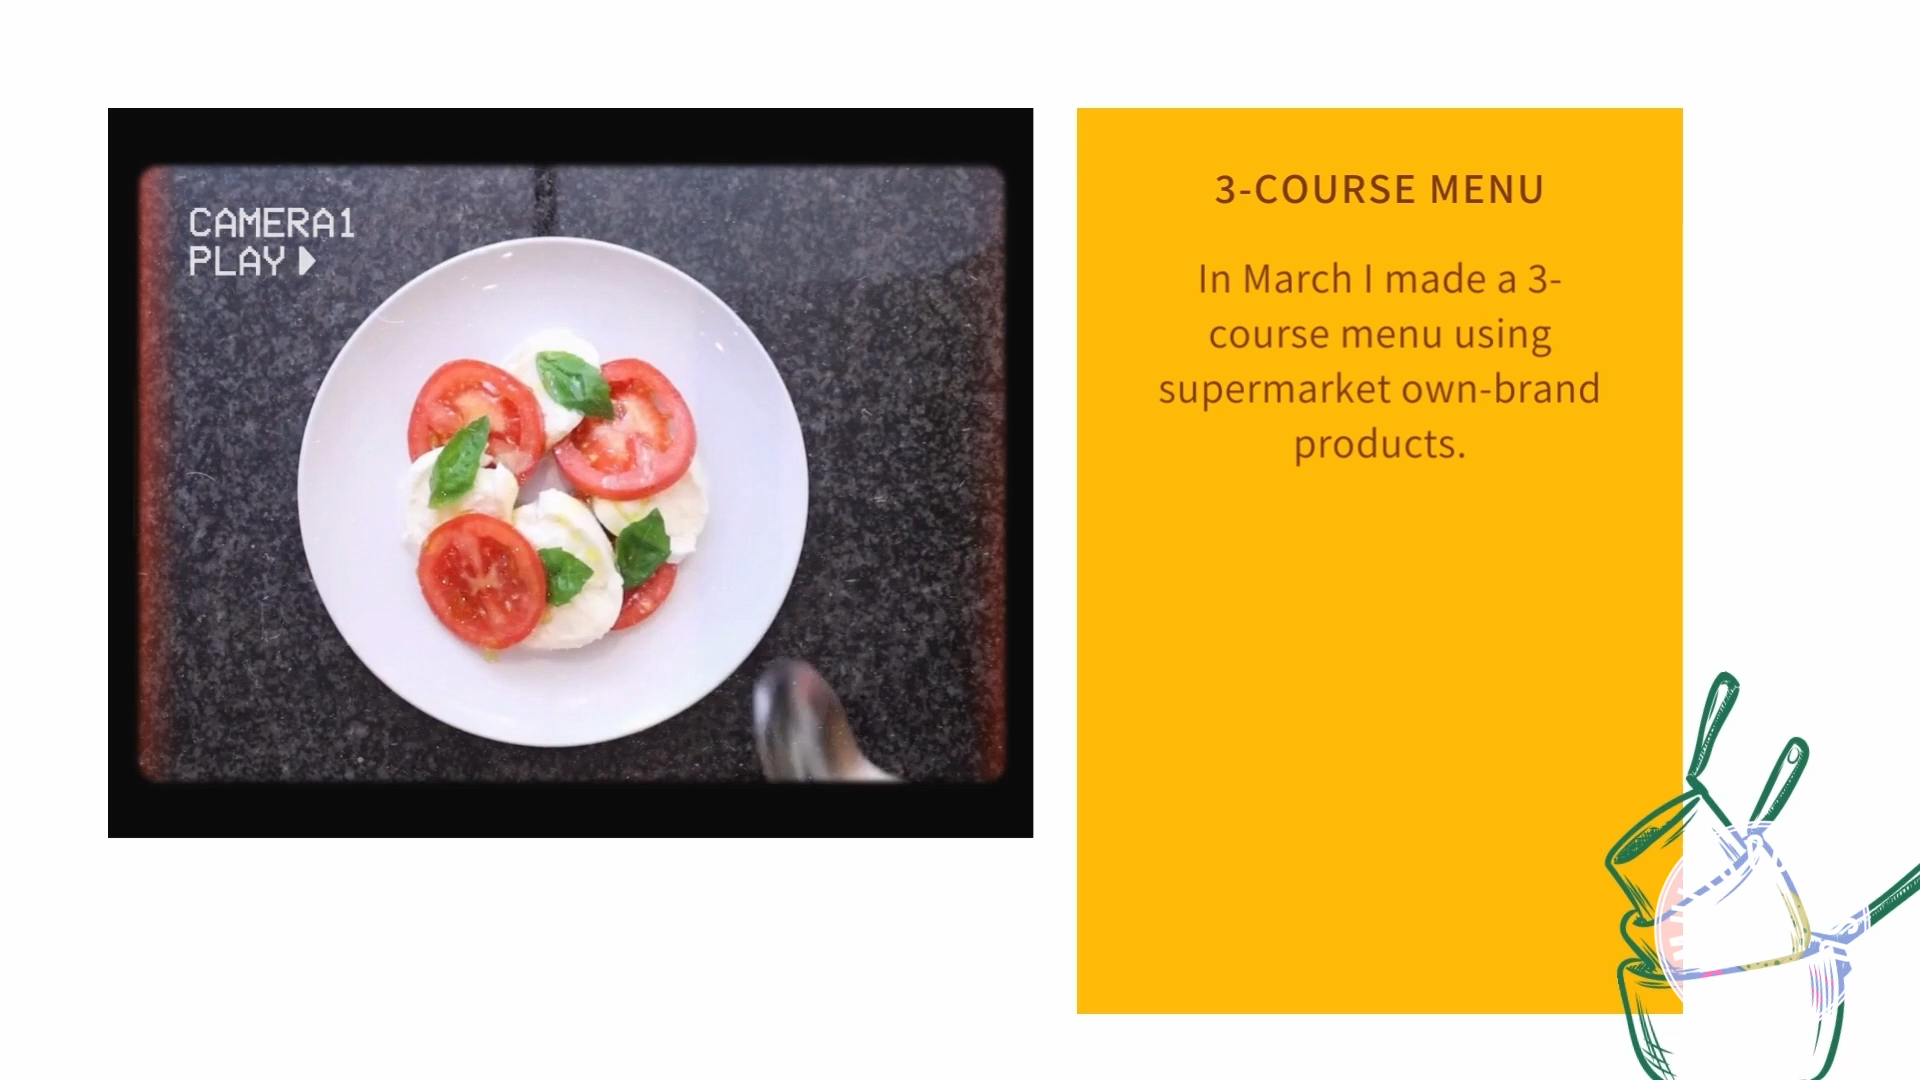 CAMERA1
PLAY
3-COURSE MENU
In March I made a 3-
course menu using
supermarket own-brand
products.